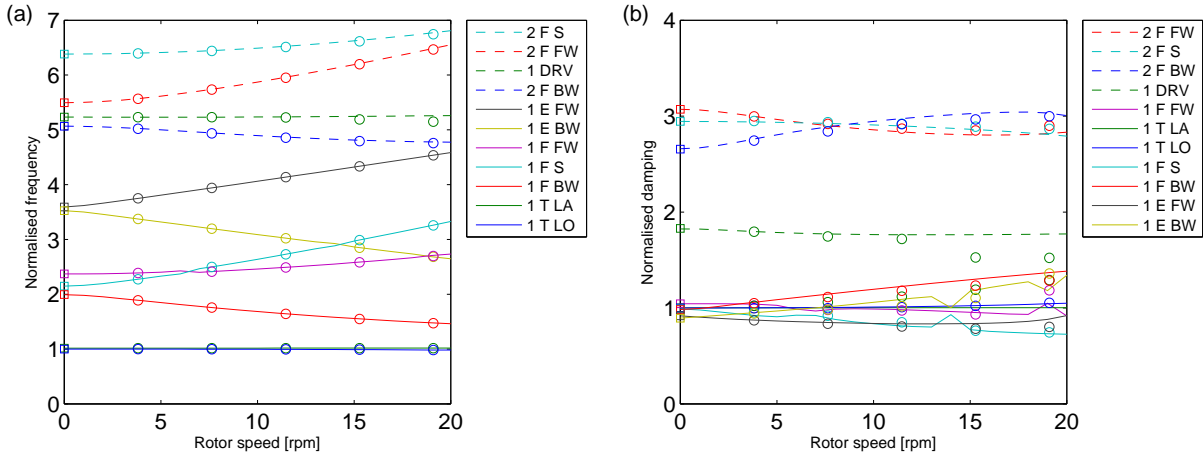 (a)
7
6
5
4
3
2
1
0
Normalised frequency
0
5
10
15
20
Rotor speed [rpm]
2 F S
2 F FW
1 DRV
2 F BW
1 E FW
1 E BW
1 F FW
1 F S
1 F BW
1 T LA
1 T LO
(b)
4
3
2
1
0
Normalised damping
0
5
10
15
20
Rotor speed [rpm]
2 F FW
2 F S
2 F BW
1 DRV
1 F FW
1 T LA
1 T LO
1 F S
1 F BW
1 E FW
1 E BW